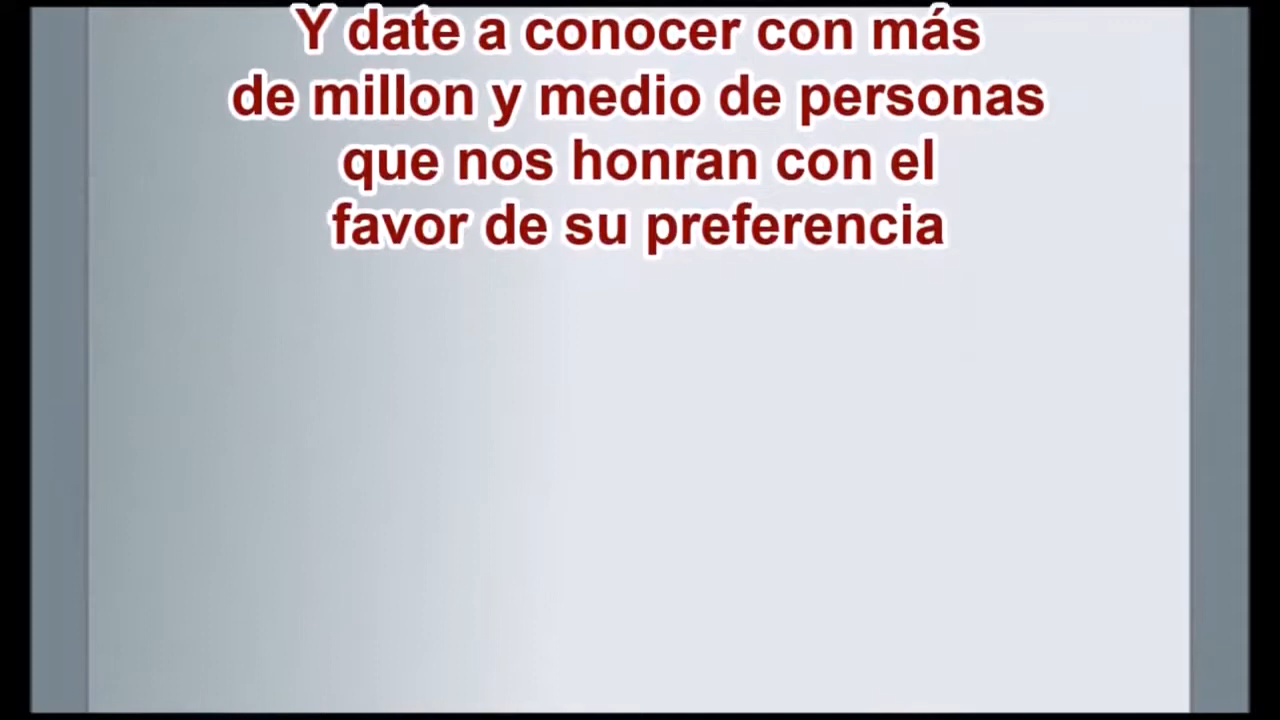 Y date a conocer con más
de millon y medio de personas
que nos honran con el
favor de su preferencia